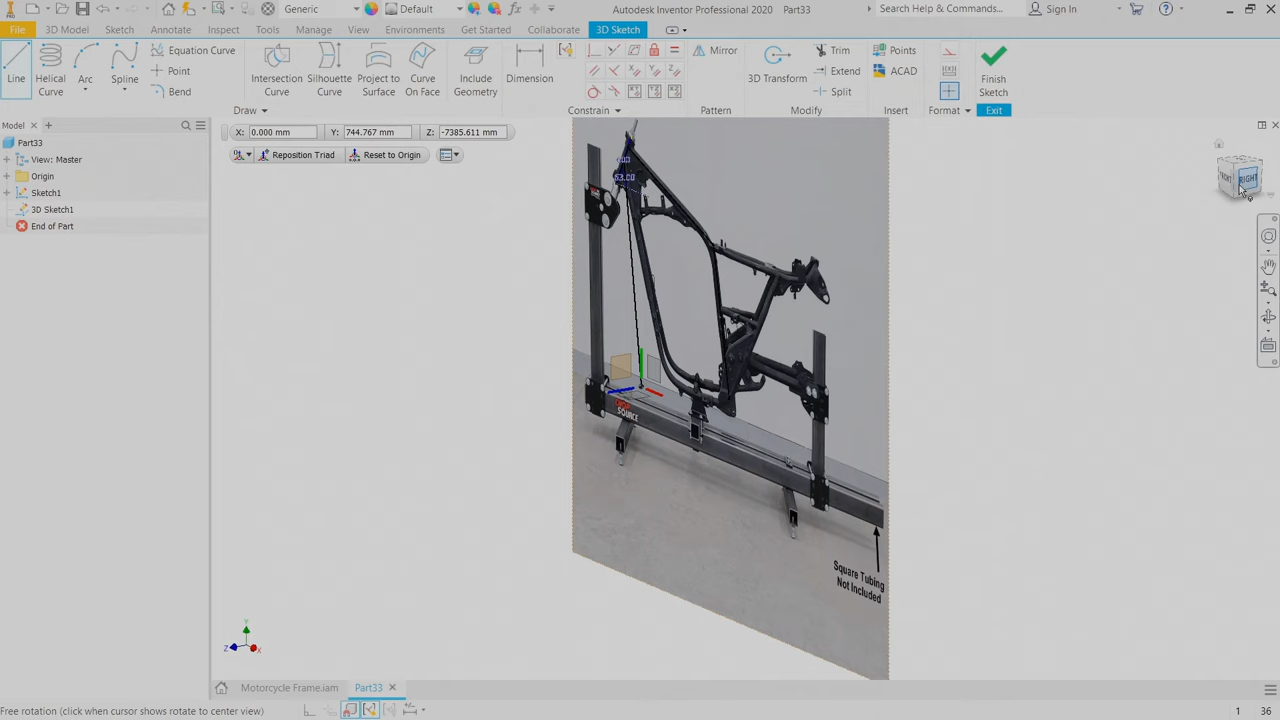 Generic
Default
Autodesk Inventor Professional 2020 Part33
Search Help & Commands...
Sign In
File
3D Model
Sketch
Annotate
Inspect
Tools
Manage
View
Environments
Get Started
Collaborate
3D Sketch
Line
Helical Curve
Arc
Spline
Equation Curve
Point
Bend
Draw
Intersection Curve
Silhouette Curve
Project to Surface
Curve On Face
Include Geometry
Dimension
Constrain
Mirror
Pattern
3D Transform
Trim
Extend
Split
Modify
Points
ACAD
Insert
Format
Finish Sketch
Exit
Model
X: 0.000 mm Y: 744.767 mm Z: -7385.611 mm
Reposition Triad
Reset to Origin
Part33
View: Master
Origin
Sketch1
3D Sketch1
End of Part
FRONT
RIGHT
53.00
SOURCE
Square Tubing
Not Included
Y
Z
X
Motorcycle Frame.iam
Part33
Free rotation (click when cursor shows rotate to center view)
1 36